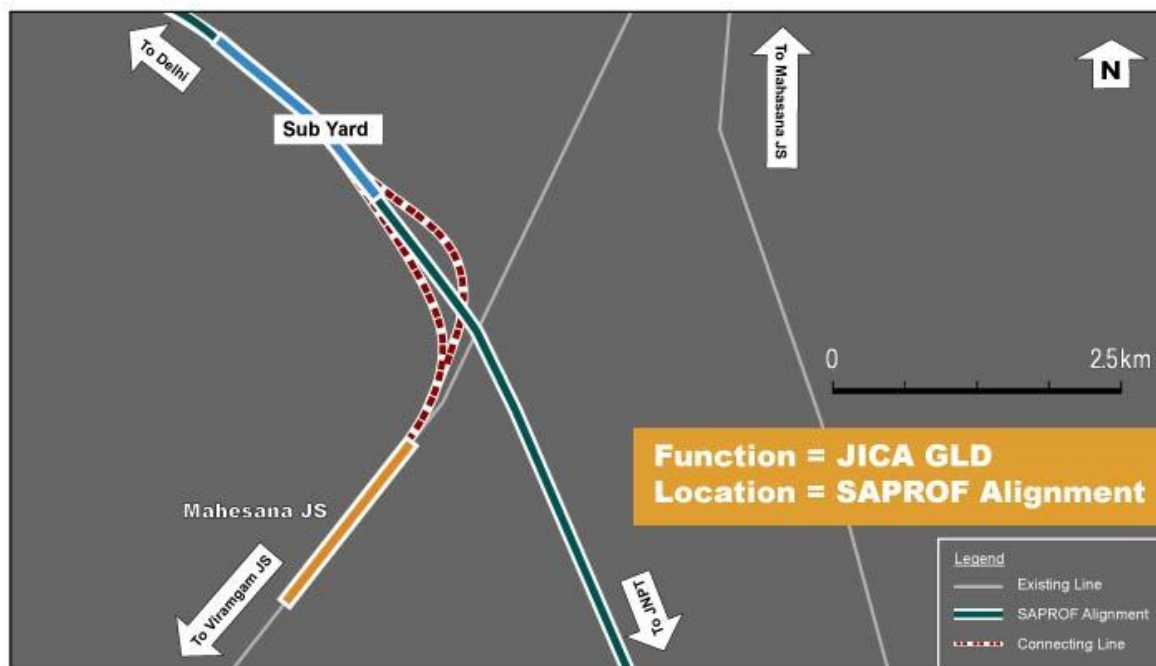 To Delhi
Sub Yard
To Mahasana JS
N
0 2.5km
Function = JICA GLD
Location = SAPROF Alignment
Mahesana JS
To Viramgam JS
To JNPT
Legend
Existing Line
SAPROF Alignment
Connecting Line